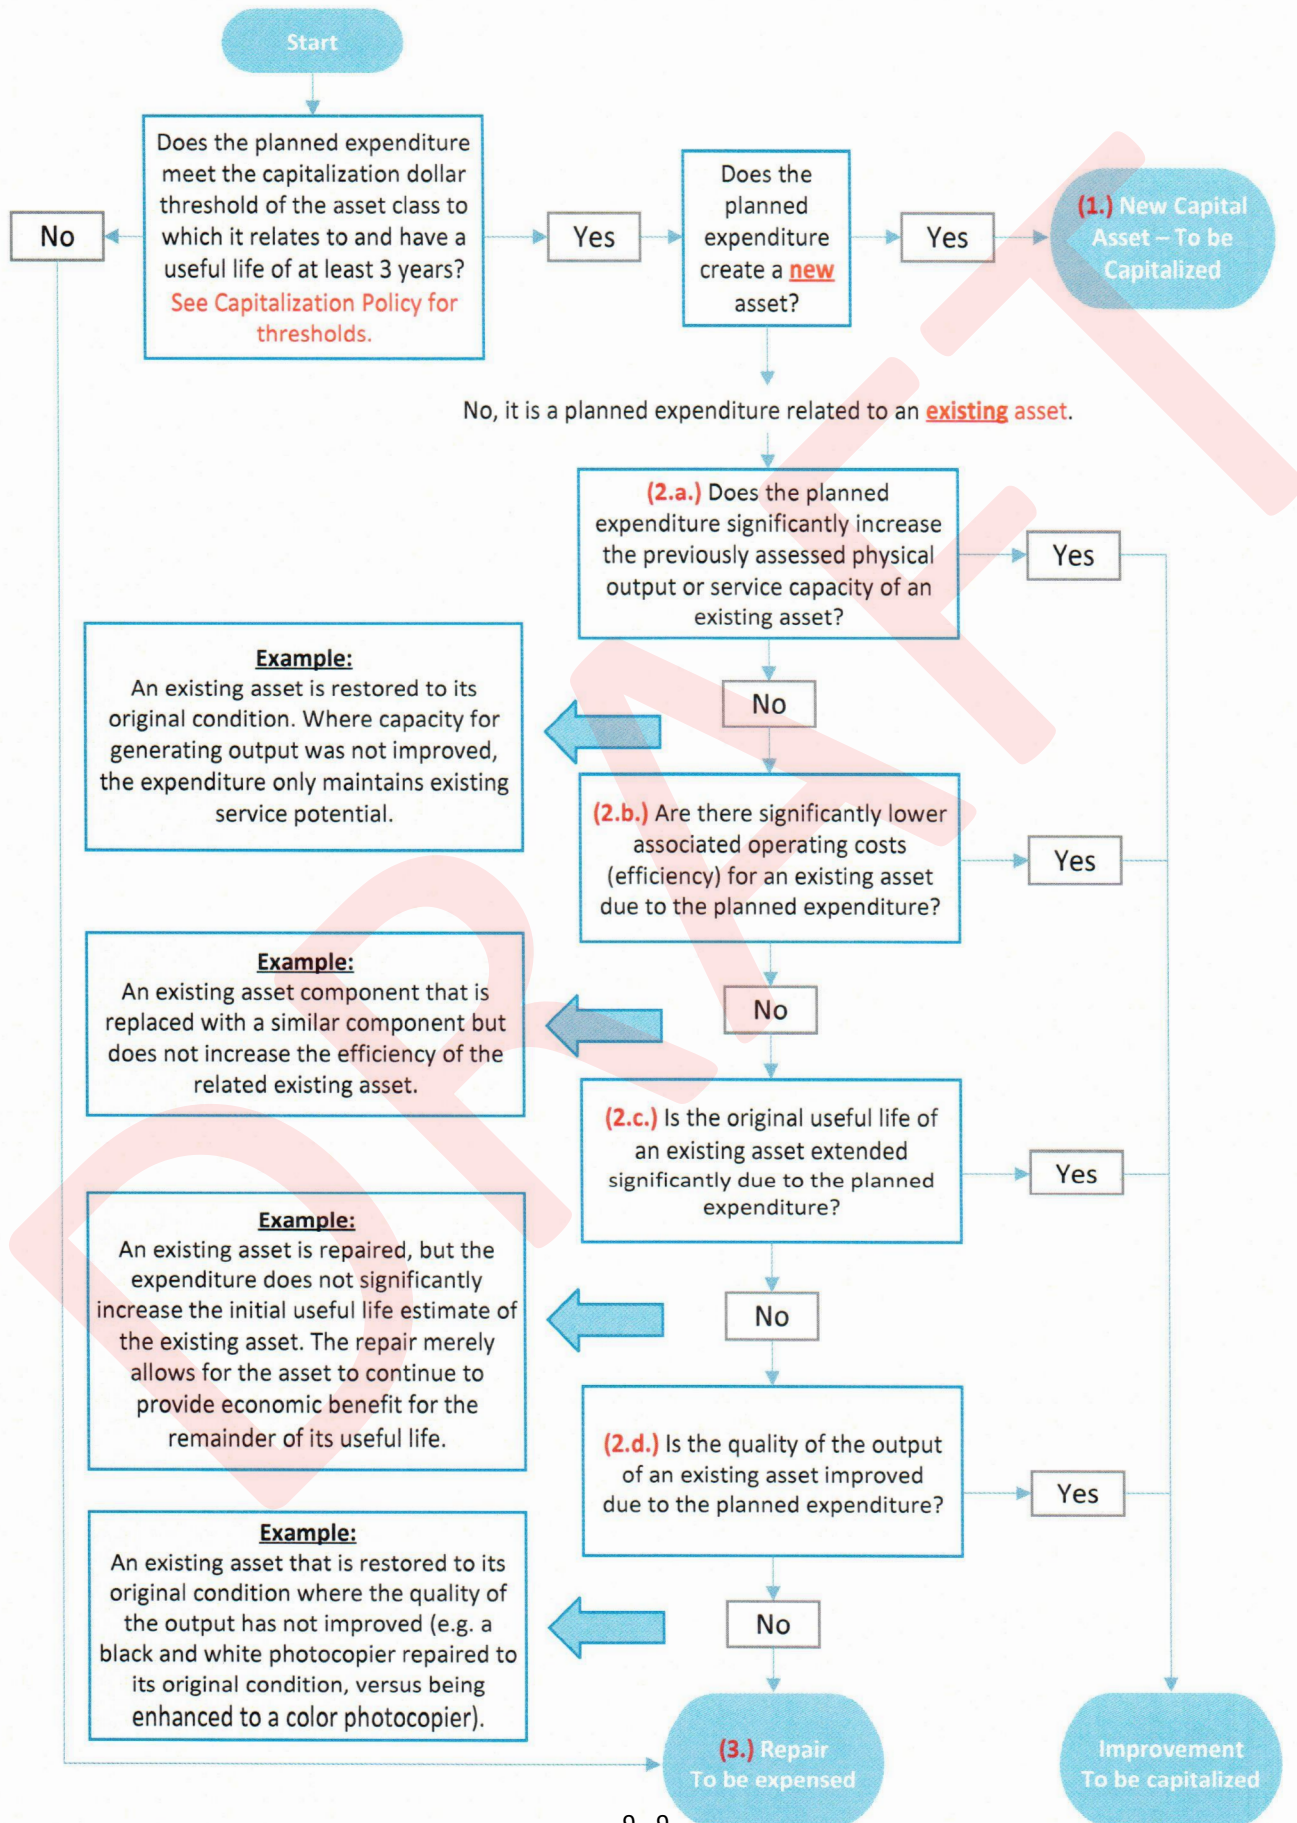 Start
Does the planned expenditure
meet the capitalization dollar
threshold of the asset class to
which it relates to and have a
useful life of at least 3 years?
See Capitalization Policy for
thresholds.
No
Yes
Does the
planned
expenditure
create a new
asset?
Yes
(1.) New Capital
Asset – To be
Capitalized
No, it is a planned expenditure related to an existing asset.
(2.a.) Does the planned
expenditure significantly increase
the previously assessed physical
output or service capacity of an
existing asset?
Yes
No
Example:
An existing asset is restored to its
original condition. Where capacity for
generating output was not improved,
the expenditure only maintains existing
service potential.
(2.b.) Are there significantly lower
associated operating costs
(efficiency) for an existing asset
due to the planned expenditure?
Yes
No
Example:
An existing asset component that is
replaced with a similar component but
does not increase the efficiency of the
related existing asset.
(2.c.) Is the original useful life of
an existing asset extended
significantly due to the planned
expenditure?
Yes
No
Example:
An existing asset is repaired, but the
expenditure does not significantly
increase the initial useful life estimate of
the existing asset. The repair merely
allows for the asset to continue to
provide economic benefit for the
remainder of its useful life.
(2.d.) Is the quality of the output
of an existing asset improved
due to the planned expenditure?
Yes
No
Example:
An existing asset that is restored to its
original condition where the quality of
the output has not improved (e.g. a
black and white photocopier repaired to
its original condition, versus being
enhanced to a color photocopier).
(3.) Repair
To be expensed
Improvement
To be capitalized
DRAFT